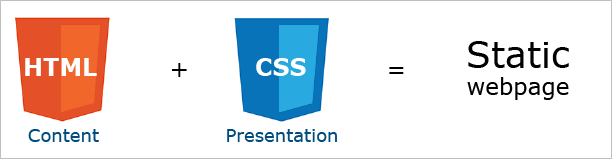 HTML + CSS = Static
webpage
Content Presentation